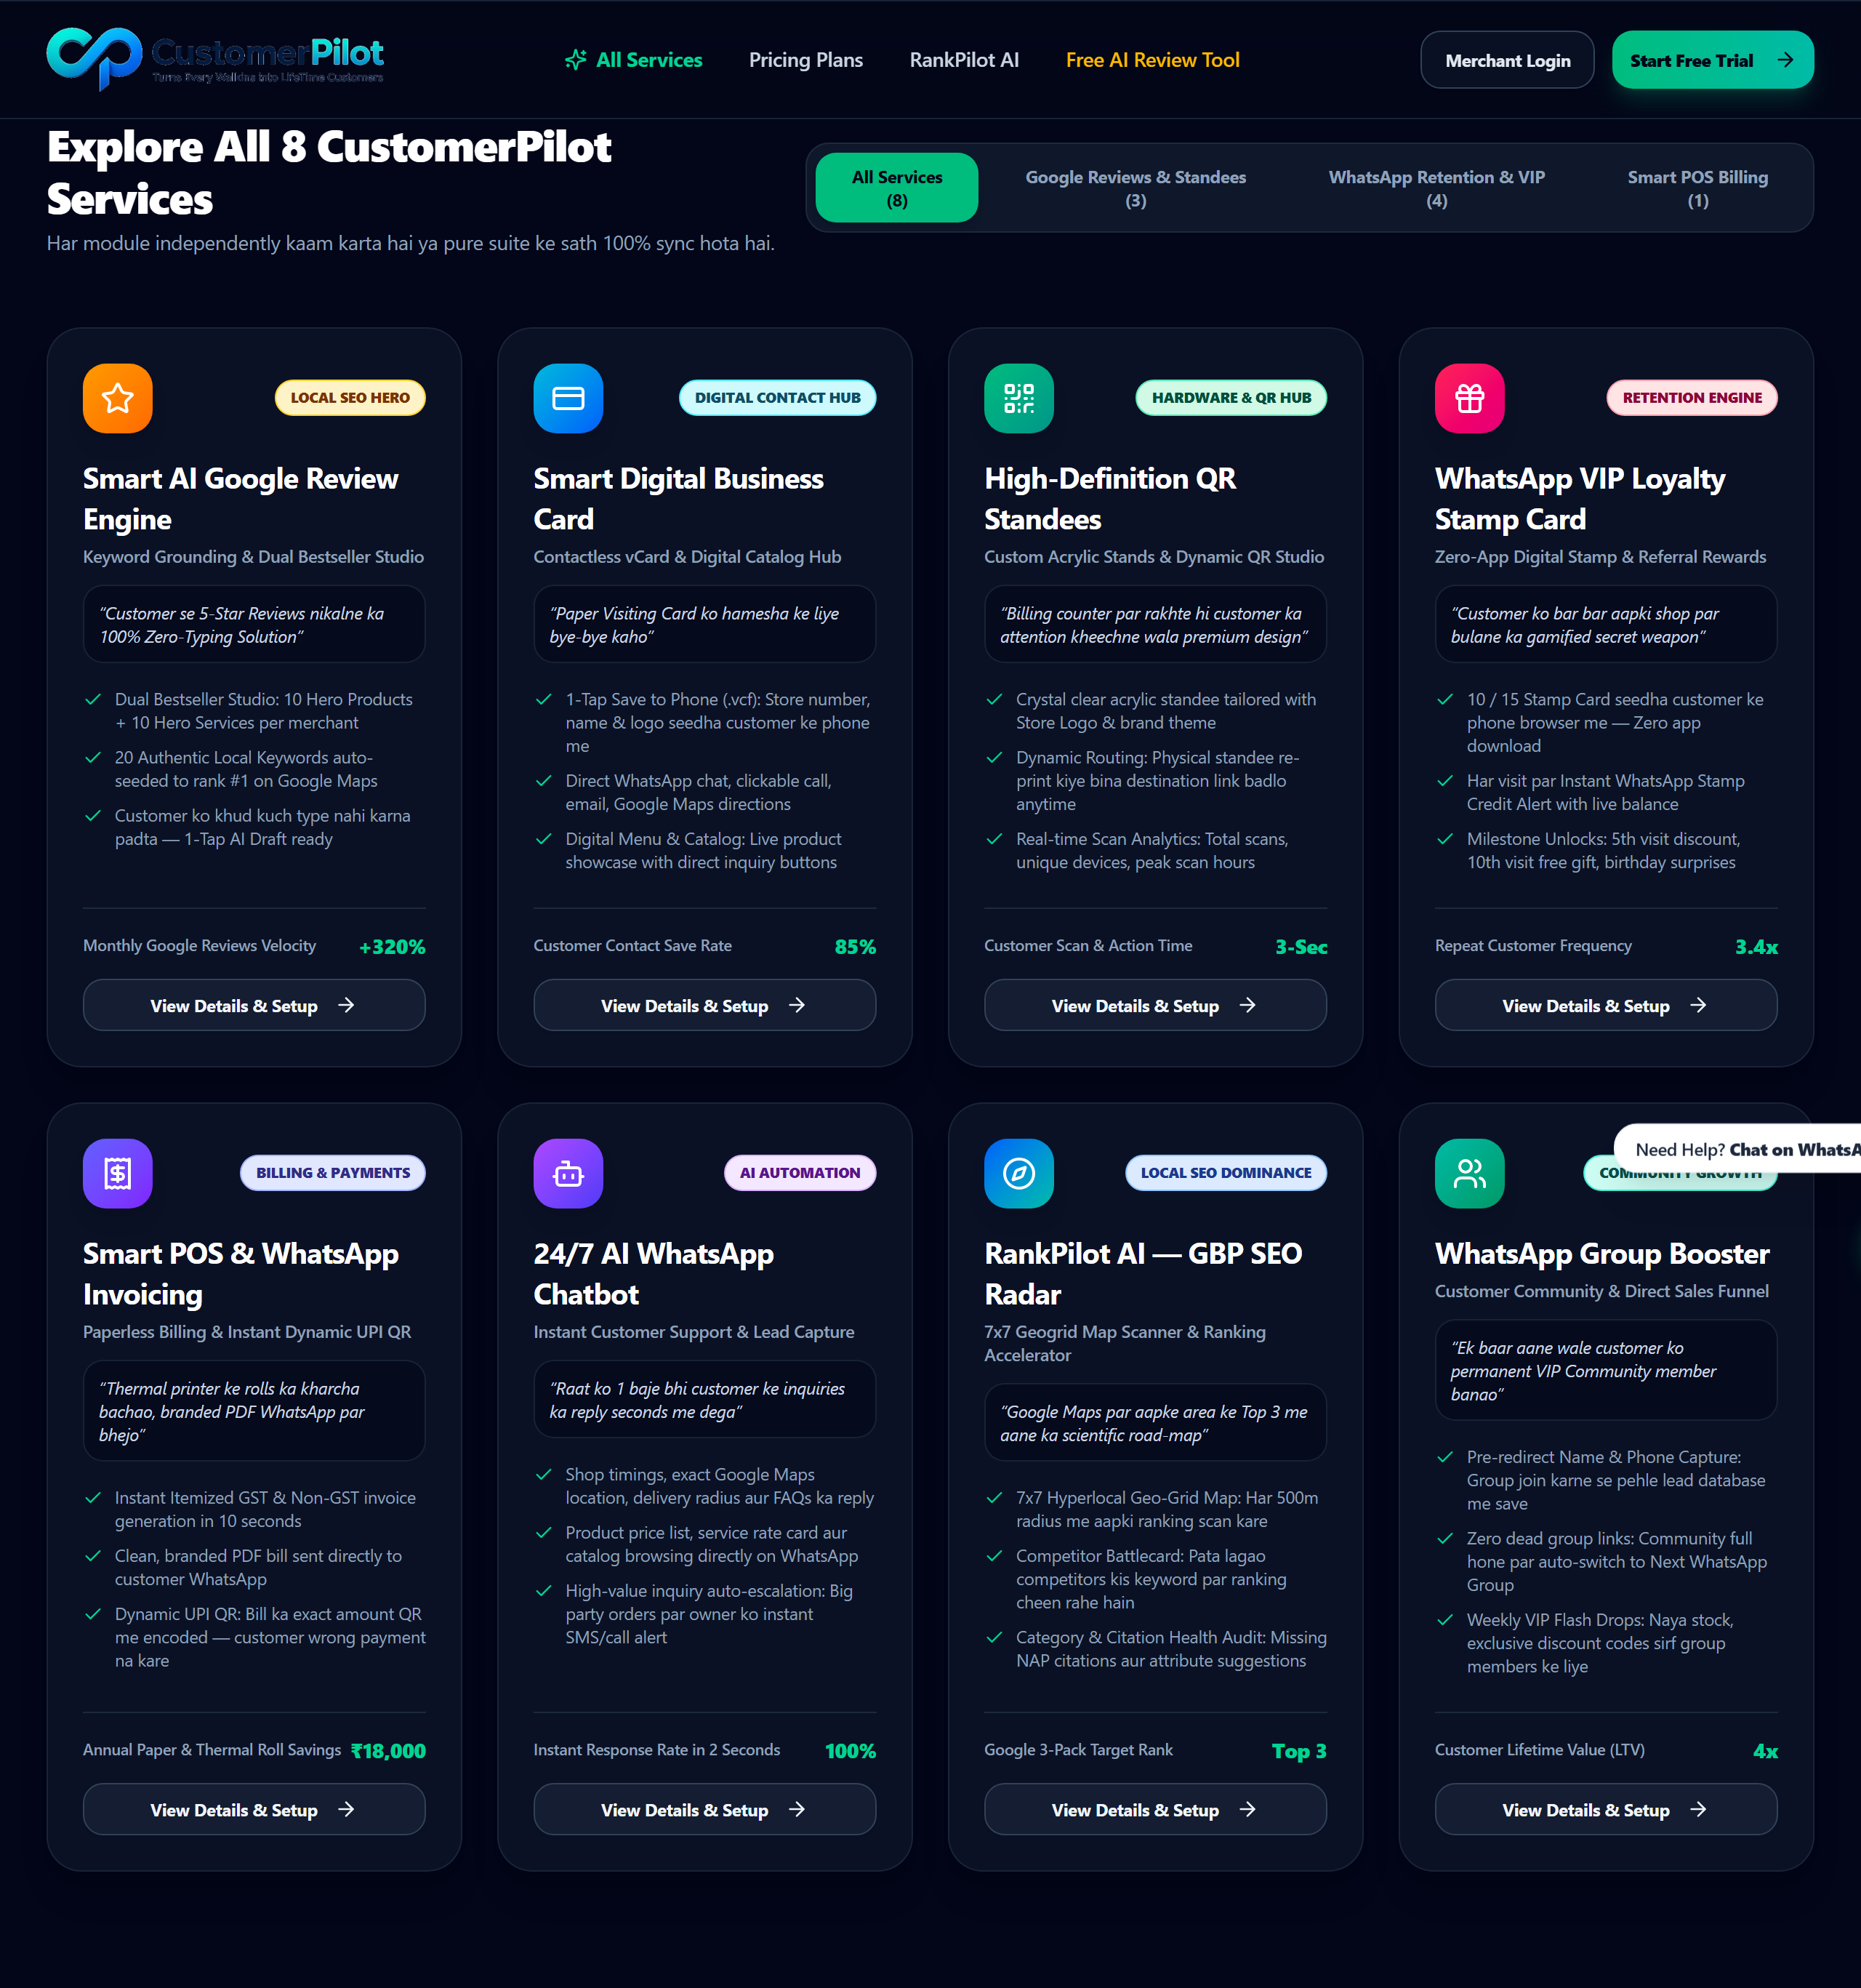 CustomerPilot
Turns Every Walkins into LifeTime Customers
All Services
Pricing Plans
RankPilot AI
Free AI Review Tool
Merchant Login
Start Free Trial
Explore All 8 CustomerPilot
Services
Har module independently kaam karta hai ya pure suite ke sath 100% sync hota hai.
All Services
(8)
Google Reviews & Standees
(3)
WhatsApp Retention & VIP
(4)
Smart POS Billing
(1)
LOCAL SEO HERO
Smart AI Google Review
Engine
Keyword Grounding & Dual Bestseller Studio
“Customer se 5-Star Reviews nikalne ka
100% Zero-Typing Solution”
Dual Bestseller Studio: 10 Hero Products
+ 10 Hero Services per merchant
20 Authentic Local Keywords auto-
seeded to rank #1 on Google Maps
Customer ko khud kuch type nahi karna
padta — 1-Tap AI Draft ready
Monthly Google Reviews Velocity
+320%
View Details & Setup
DIGITAL CONTACT HUB
Smart Digital Business
Card
Contactless vCard & Digital Catalog Hub
“Paper Visiting Card ko hamesha ke liye
bye-bye kaho”
1-Tap Save to Phone (.vcf): Store number,
name & logo seedha customer ke phone
me
Direct WhatsApp chat, clickable call,
email, Google Maps directions
Digital Menu & Catalog: Live product
showcase with direct inquiry buttons
Customer Contact Save Rate
85%
View Details & Setup
HARDWARE & QR HUB
High-Definition QR
Standees
Custom Acrylic Stands & Dynamic QR Studio
“Billing counter par rakhte hi customer ka
attention kheechne wala premium design”
Crystal clear acrylic standee tailored with
Store Logo & brand theme
Dynamic Routing: Physical standee re-
print kiye bina destination link badlo
anytime
Real-time Scan Analytics: Total scans,
unique devices, peak scan hours
Customer Scan & Action Time
3-Sec
View Details & Setup
RETENTION ENGINE
WhatsApp VIP Loyalty
Stamp Card
Zero-App Digital Stamp & Referral Rewards
“Customer ko bar bar aapki shop par
bulane ka gamified secret weapon”
10 / 15 Stamp Card seedha customer ke
phone browser me — Zero app
download
Har visit par Instant WhatsApp Stamp
Credit Alert with live balance
Milestone Unlocks: 5th visit discount,
10th visit free gift, birthday surprises
Repeat Customer Frequency
3.4x
View Details & Setup
BILLING & PAYMENTS
Smart POS & WhatsApp
Invoicing
Paperless Billing & Instant Dynamic UPI QR
“Thermal printer ke rolls ka kharcha
bachao, branded PDF WhatsApp par
bhejo”
Instant Itemized GST & Non-GST invoice
generation in 10 seconds
Clean, branded PDF bill sent directly to
customer WhatsApp
Dynamic UPI QR: Bill ka exact amount QR
me encoded — customer wrong payment
na kare
Annual Paper & Thermal Roll Savings
₹18,000
View Details & Setup
AI AUTOMATION
24/7 AI WhatsApp
Chatbot
Instant Customer Support & Lead Capture
“Raat ko 1 baje bhi customer ke inquiries
ka reply seconds me dega”
Shop timings, exact Google Maps
location, delivery radius aur FAQs ka reply
Product price list, service rate card aur
catalog browsing directly on WhatsApp
High-value inquiry auto-escalation: Big
party orders par owner ko instant
SMS/call alert
Instant Response Rate in 2 Seconds
100%
View Details & Setup
LOCAL SEO DOMINANCE
RankPilot AI — GBP SEO
Radar
7x7 Geogrid Map Scanner & Ranking
Accelerator
“Google Maps par aapke area ke Top 3 me
aane ka scientific road-map”
7x7 Hyperlocal Geo-Grid Map: Har 500m
radius me aapki ranking scan kare
Competitor Battlecard: Pata lagao
competitors kis keyword par ranking
cheen rahe hain
Category & Citation Health Audit: Missing
NAP citations aur attribute suggestions
Google 3-Pack Target Rank
Top 3
View Details & Setup
Need Help? Chat on WhatsA
COMMUNITY GROWTH
WhatsApp Group Booster
Customer Community & Direct Sales Funnel
“Ek baar aane wale customer ko
permanent VIP Community member
banao”
Pre-redirect Name & Phone Capture:
Group join karne se pehle lead database
me save
Zero dead group links: Community full
hone par auto-switch to Next WhatsApp
Group
Weekly VIP Flash Drops: Naya stock,
exclusive discount codes sirf group
members ke liye
Customer Lifetime Value (LTV)
4x
View Details & Setup